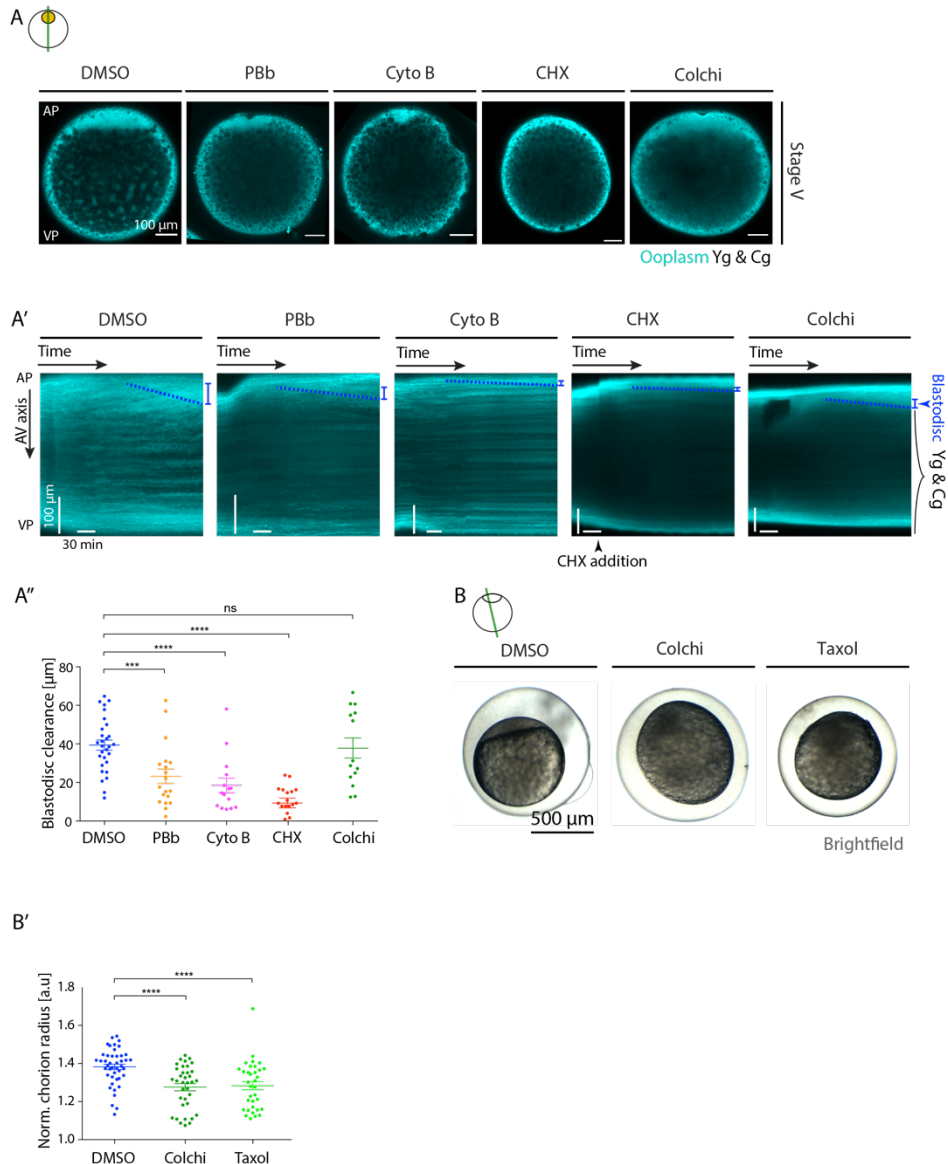 A
DMSO PBb Cyto B CHX Colchi
AP
VP
100 µm
Stage V
Ooplasm Yg & Cg
A'
DMSO PBb Cyto B CHX Colchi
Time Time Time Time Time
AP
AV axis
VP
100 µm
30 min
CHX addition
Blastodisc
Yg & Cg
A''
ns
****
****
***
Blastodisc clearance [µm]
80
60
40
20
0
DMSO PBb Cyto B CHX Colchi
B
DMSO Colchi Taxol
500 µm
Brightfield
B'
****
****
Norm. chorion radius [a.u]
1.8
1.6
1.4
1.2
1.0
DMSO Colchi Taxol